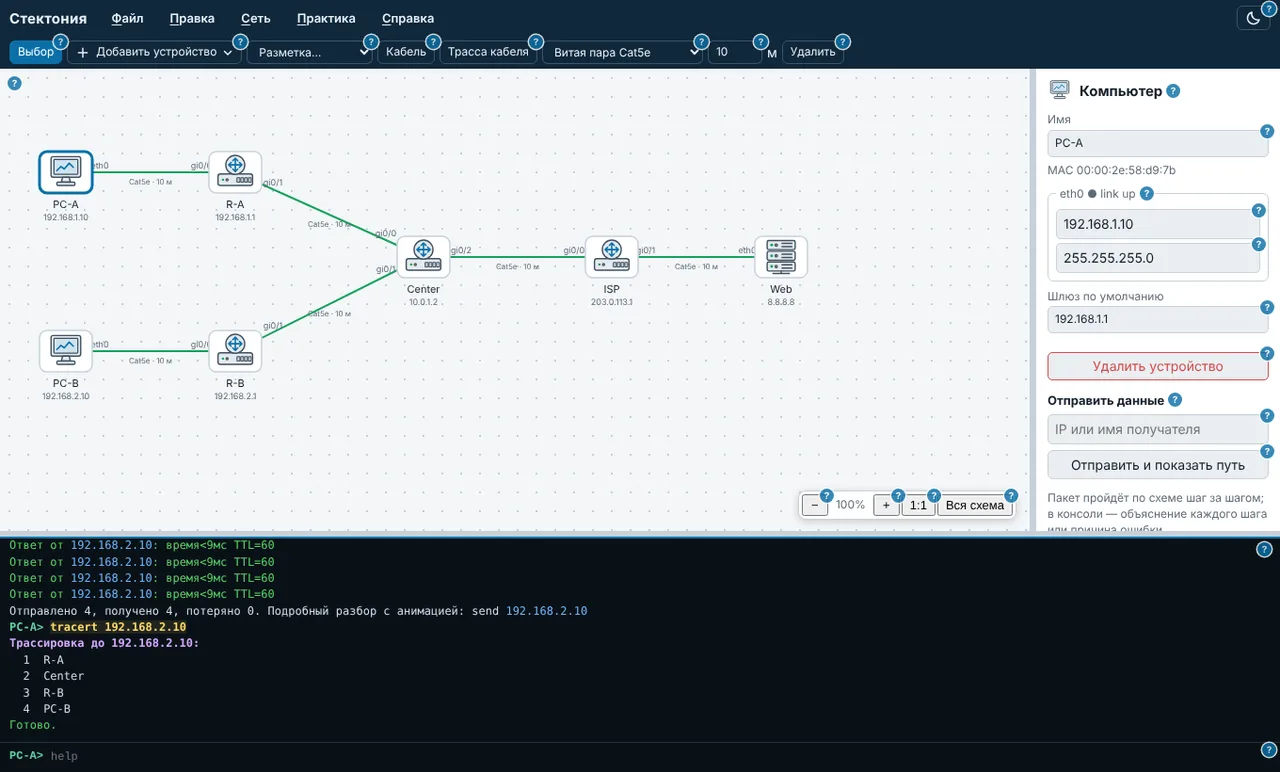 Стектония Файл Правка Сеть Практика Справка ?
Выбор ? + Добавить устройство ? Разметка... ? Кабель ? Трасса кабеля ? Витая пара Cat5e ? 10 ? м Удалить ?
?
eth0 Cat5e · 10 м gi0/0
PC-A
192.168.1.10
R-A
192.168.1.1
gi0/1
Cat5e · 10 м
gi0/0
gi0/1
Center
10.0.1.2
gi0/2 Cat5e · 10 м gi0/0
ISP
203.0.113.1
gi0/1 Cat5e · 10 м eth0
Web
8.8.8.8
gi0/1
Cat5e · 10 м
eth0 Cat5e · 10 м gi0/0
PC-B
192.168.2.10
R-B
192.168.2.1
− ? 100% + ? 1:1 ? Вся схема ?
Компьютер ?
Имя ?
PC-A
MAC 00:00:2e:58:d9:7b
eth0 ● link up ?
192.168.1.10 ?
255.255.255.0 ?
Шлюз по умолчанию ?
192.168.1.1
Удалить устройство ?
Отправить данные ?
IP или имя получателя ?
Отправить и показать путь ?
Пакет пройдёт по схеме шаг за шагом;
в консоли — объяснение каждого шага
или причина ошибки.
Ответ от 192.168.2.10: время<9мс TTL=60 ?
Ответ от 192.168.2.10: время<9мс TTL=60
Ответ от 192.168.2.10: время<9мс TTL=60
Ответ от 192.168.2.10: время<9мс TTL=60
Отправлено 4, получено 4, потеряно 0. Подробный разбор с анимацией: send 192.168.2.10
PC-A> tracert 192.168.2.10
Трассировка до 192.168.2.10:
1 R-A
2 Center
3 R-B
4 PC-B
Готово.
PC-A> help ?